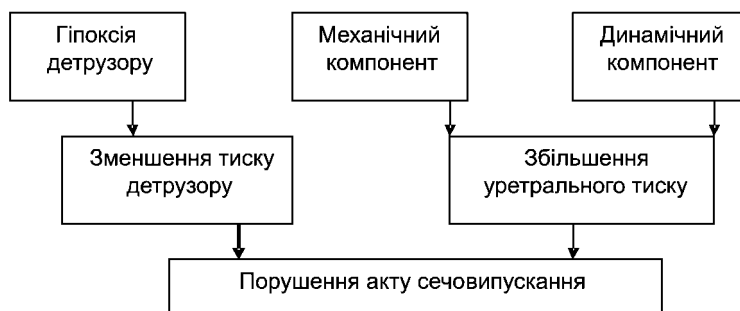 Гіпоксія
детрузору
Механічний
компонент
Динамічний
компонент
Зменшення тиску
детрузору
Збільшення
уретрального тиску
Порушення акту сечовипускання